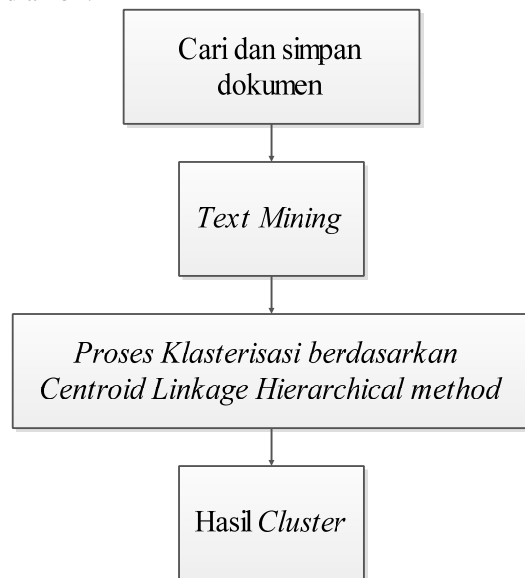 Cari dan simpan
dokumen
Text Mining
Proses Klasterisasi berdasarkan
Centroid Linkage Hierarchical method
Hasil Cluster